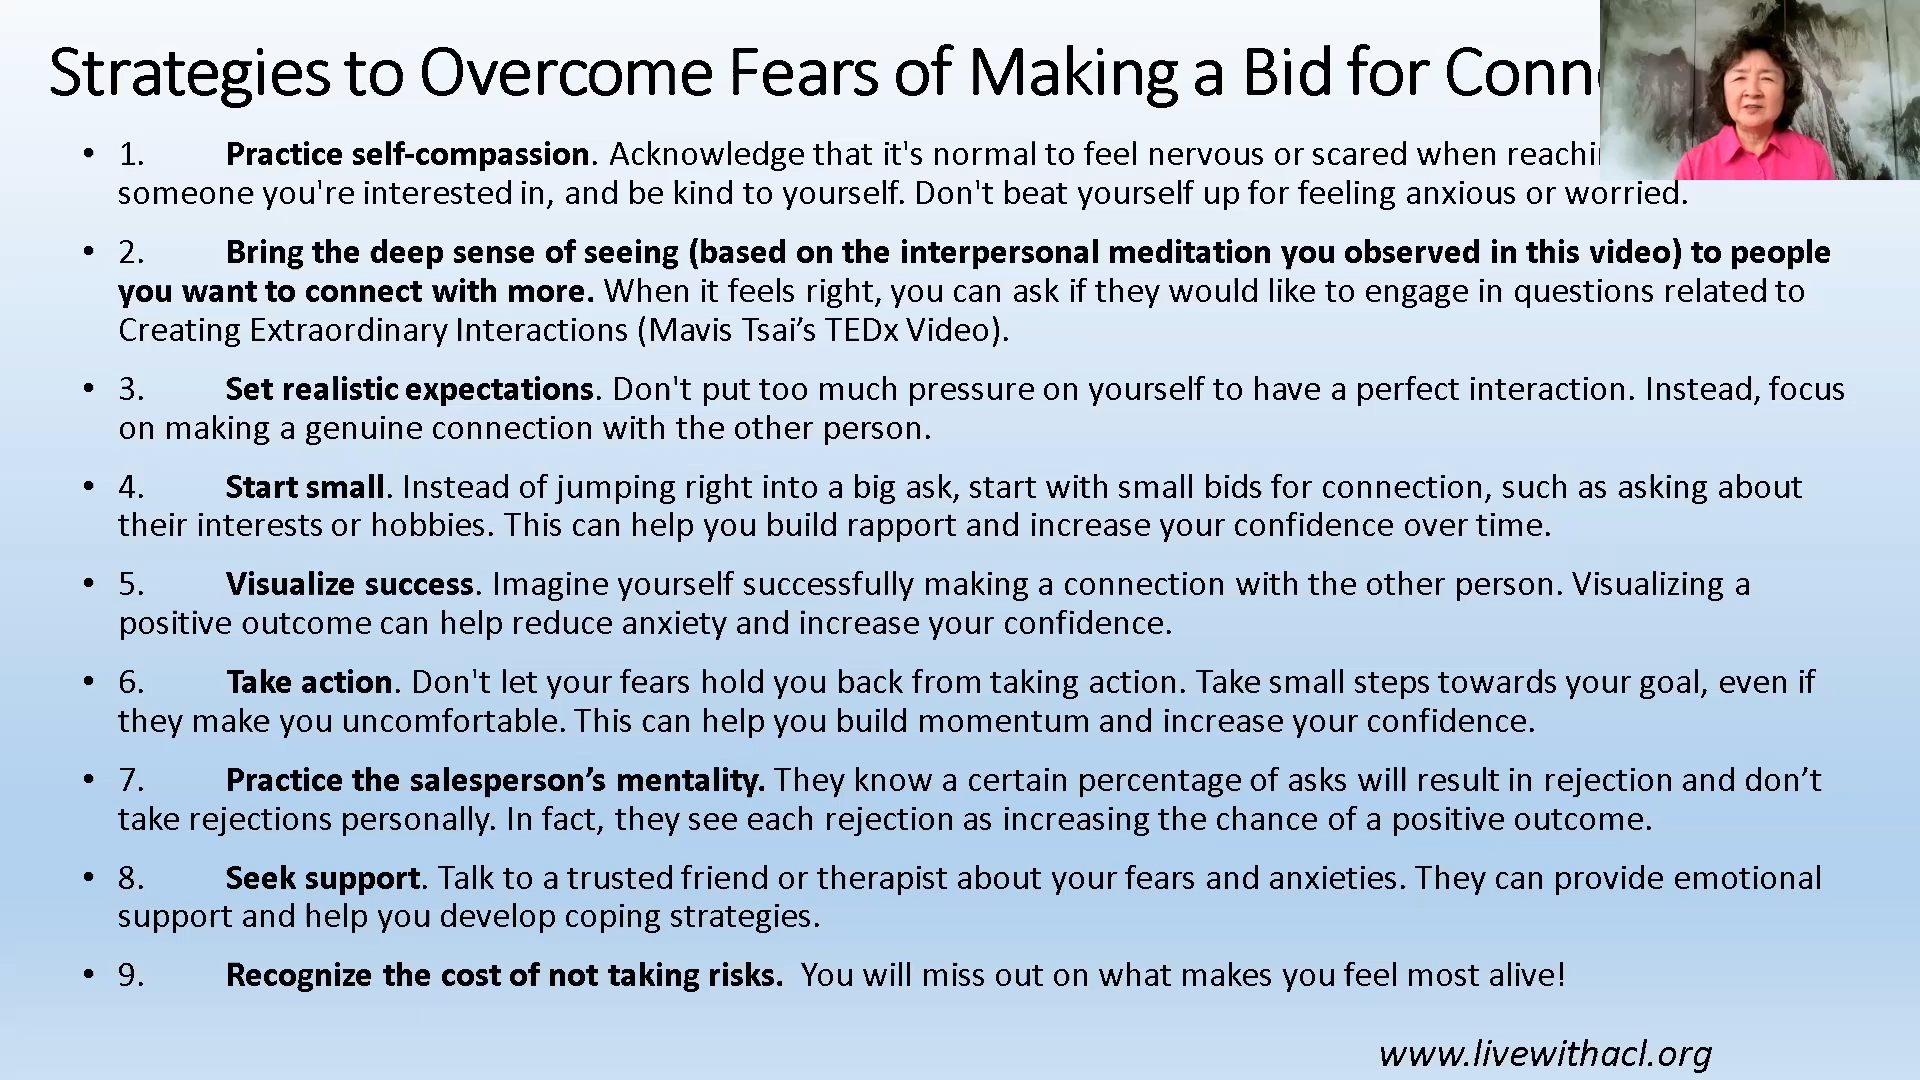 Strategies to Overcome Fears of Making a Bid for
• 1. Practice self-compassion. Acknowledge that it's normal to feel nervous or scared when
someone you're interested in, and be kind to yourself. Don't beat yourself up for feeling anxious or worried.
• 2. Bring the deep sense of seeing (based on the interpersonal meditation you observed in this video) to people
you want to connect with more. When it feels right, you can ask if they would like to engage in questions related to
Creating Extraordinary Interactions (Mavis Tsai’s TEDx Video).
• 3. Set realistic expectations. Don't put too much pressure on yourself to have a perfect interaction. Instead, focus
on making a genuine connection with the other person.
• 4. Start small. Instead of jumping right into a big ask, start with small bids for connection, such as asking about
their interests or hobbies. This can help you build rapport and increase your confidence over time.
• 5. Visualize success. Imagine yourself successfully making a connection with the other person. Visualizing a
positive outcome can help reduce anxiety and increase your confidence.
• 6. Take action. Don't let your fears hold you back from taking action. Take small steps towards your goal, even if
they make you uncomfortable. This can help you build momentum and increase your confidence.
• 7. Practice the salesperson’s mentality. They know a certain percentage of asks will result in rejection and don’t
take rejections personally. In fact, they see each rejection as increasing the chance of a positive outcome.
• 8. Seek support. Talk to a trusted friend or therapist about your fears and anxieties. They can provide emotional
support and help you develop coping strategies.
• 9. Recognize the cost of not taking risks. You will miss out on what makes you feel most alive!
www.livewithacl.org